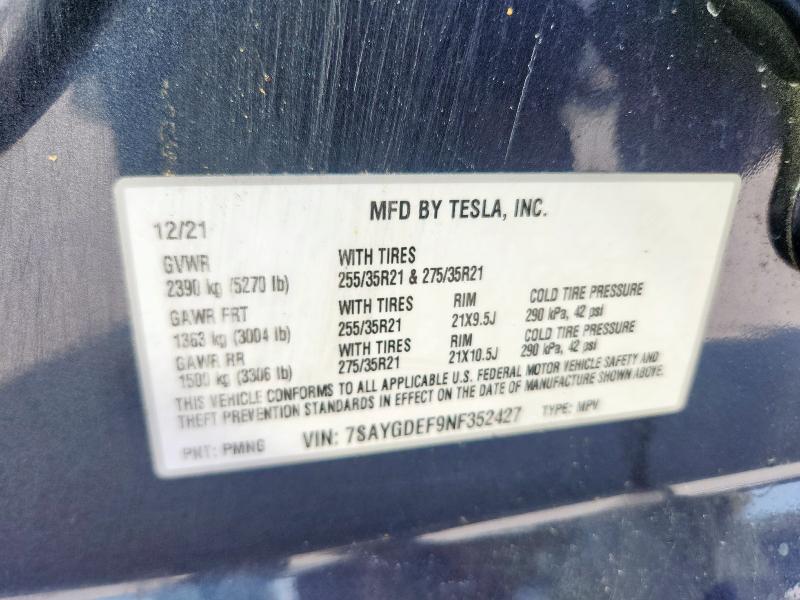 MFD BY TESLA, INC.
12/21
GVWR
2390 kg (5270 lb)
WITH TIRES
255/35R21 & 275/35R21
GAWR FRT
1363 kg (3004 lb)
WITH TIRES
255/35R21
RIM
21X9.5J
COLD TIRE PRESSURE
290 kPa, 42 psi
GAWR RR
1500 kg (3306 lb)
WITH TIRES
275/35R21
RIM
21X10.5J
COLD TIRE PRESSURE
290 kPa, 42 psi
THIS VEHICLE CONFORMS TO ALL APPLICABLE U.S. FEDERAL MOTOR VEHICLE SAFETY AND
THEFT PREVENTION STANDARDS IN EFFECT ON THE DATE OF MANUFACTURE SHOWN ABOVE.
PNT: PMNG
VIN: 7SAYGDEF9NF352427
TYPE: MPV